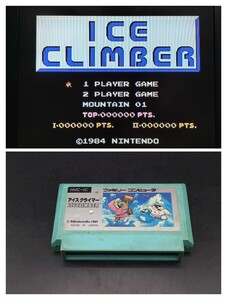 ICE
CLIMBER
1 PLAYER GAME
2 PLAYER GAME
MOUNTAIN 01
TOP-000000 PTS.
I-000000 PTS. II-000000 PTS.
©1984 NINTENDO
HVC-IC
ファミリー コンピュータ
アイスクライマー
ICE CLIMBER